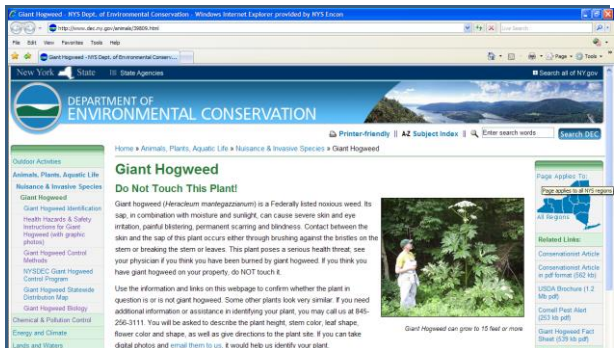 Giant Hogweed - NYS Dept. of Environmental Conservation - Windows Internet Explorer provided by NYS Encon
http://www.dec.ny.gov/animals/39809.html
Live Search
File Edit View Favorites Tools Help
Giant Hogweed - NYS Dept. of Environmental Conserv...
Page Tools
New York State
State Agencies
Search all of NY.gov
DEPARTMENT OF
ENVIRONMENTAL CONSERVATION
Printer-friendly || A-Z Subject Index ||
Enter search words
Search DEC
Home » Animals, Plants, Aquatic Life » Nuisance & Invasive Species » Giant Hogweed
Outdoor Activities
Animals, Plants, Aquatic Life
Nuisance & Invasive Species
Giant Hogweed
Giant Hogweed Identification
Health Hazards & Safety
Instructions for Giant
Hogweed (with graphic
photos)
Giant Hogweed Control
Methods
NYSDEC Giant Hogweed
Control Program
Giant Hogweed Statewide
Distribution Map
Giant Hogweed Biology
Chemical & Pollution Control
Energy and Climate
Lands and Waters
Giant Hogweed
Do Not Touch This Plant!
Giant hogweed (Heracleum mantegazzianum) is a Federally listed noxious weed. Its
sap, in combination with moisture and sunlight, can cause severe skin and eye
irritation, painful blistering, permanent scarring and blindness. Contact between the
skin and the sap of this plant occurs either through brushing against the bristles on the
stem or breaking the stem or leaves. This plant poses a serious health threat; see
your physician if you think you have been burned by giant hogweed. If you think you
have giant hogweed on your property, do NOT touch it.
Use the information and links on this webpage to confirm whether the plant in
question is or is not giant hogweed. Some other plants look very similar. If you need
additional information or assistance in identifying your plant, you may call us at 845-
256-3111. You will be asked to describe the plant height, stem color, leaf shape,
flower color and shape, as well as give directions to the plant site. If you can take
digital photos and email them to us, it would help us identify your plant.
Giant Hogweed can grow to 15 feet or more
Page Applies To:
Page applies to all NYS regions
All Regions
Related Links:
Conservationist Article
Conservationist Article
in pdf format (562 kb)
USDA Brochure (1.2
Mb pdf)
Cornell Pest Alert
(253 kb pdf)
Giant Hogweed Fact
Sheet (539 kb pdf)